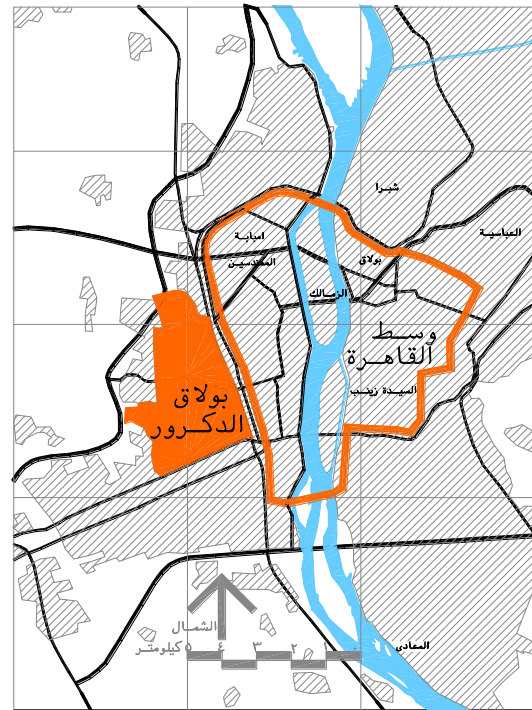 شبرا
العباسية
امبابة
بولاق
المهندسين
الزمالك
وسط
القاهرة
السيدة زينب
بولاق
الدكرور
الشمال
٥ كيلومتر ٤ ٣ ٢ ١ ٠
المعادى